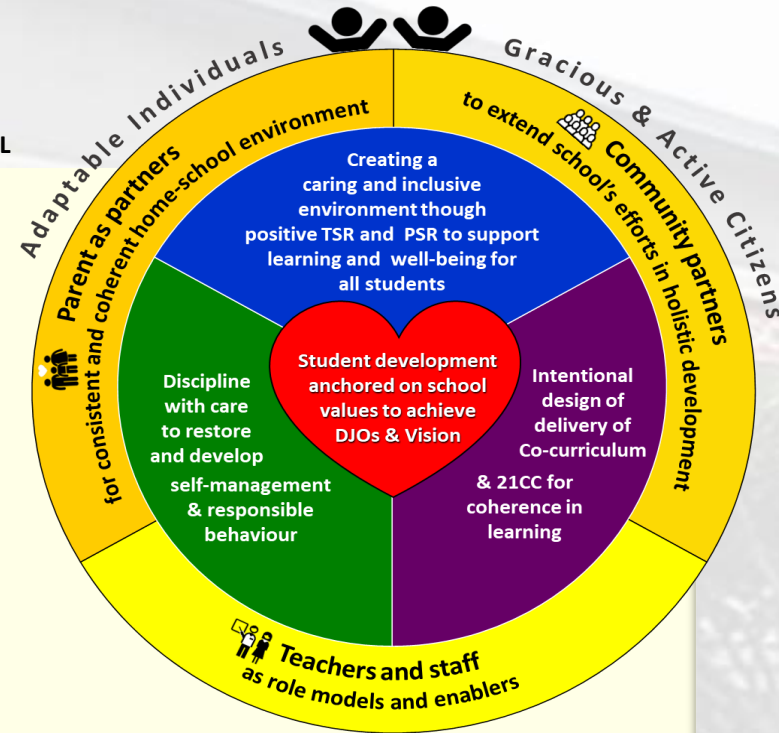 Adaptable Individuals
Gracious & Active Citizens
L
Parent as partners
for consistent and coherent home-school environment
Community partners
to extend school's efforts in holistic development
Creating a
caring and inclusive
environment though
positive TSR and PSR to support
learning and well-being for
all students
Student development
anchored on school
values to achieve
DJOs & Vision
Discipline
with care
to restore
and develop
self-management
& responsible
behaviour
Intentional
design of
delivery of
Co-curriculum
& 21CC for
coherence in
learning
Teachers and staff
as role models and enablers